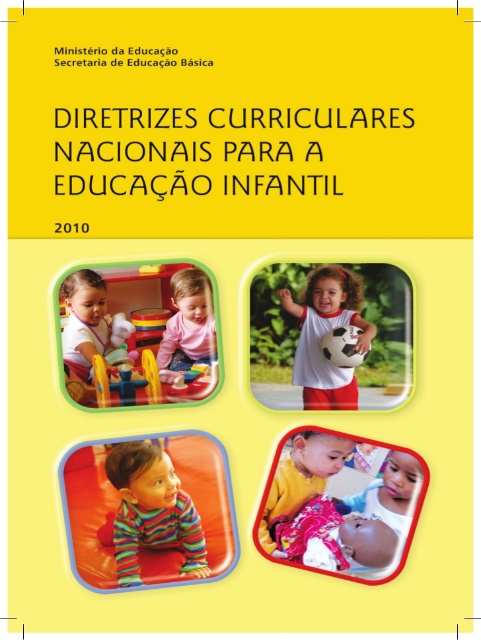 Ministério da Educação
Secretaria de Educação Básica
DIRETRIZES CURRICULARES
NACIONAIS PARA A
EDUCAÇÃO INFANTIL
2010